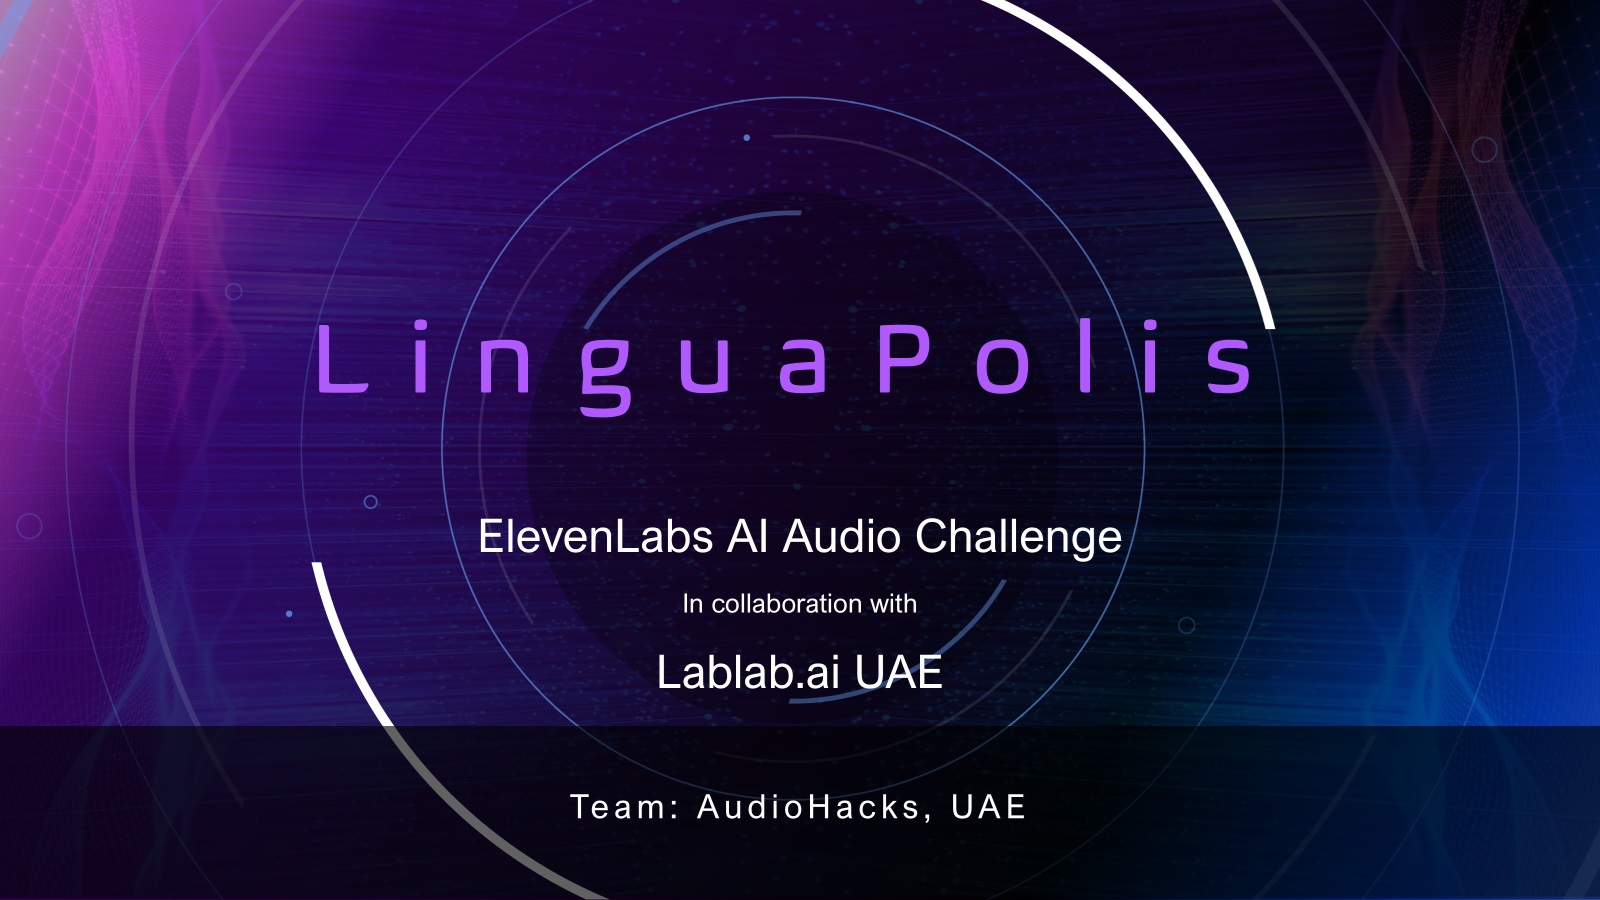 LinguaPolis
ElevenLabs AI Audio Challenge
In collaboration with
Lablab.ai UAE
Team: AudioHacks, UAE